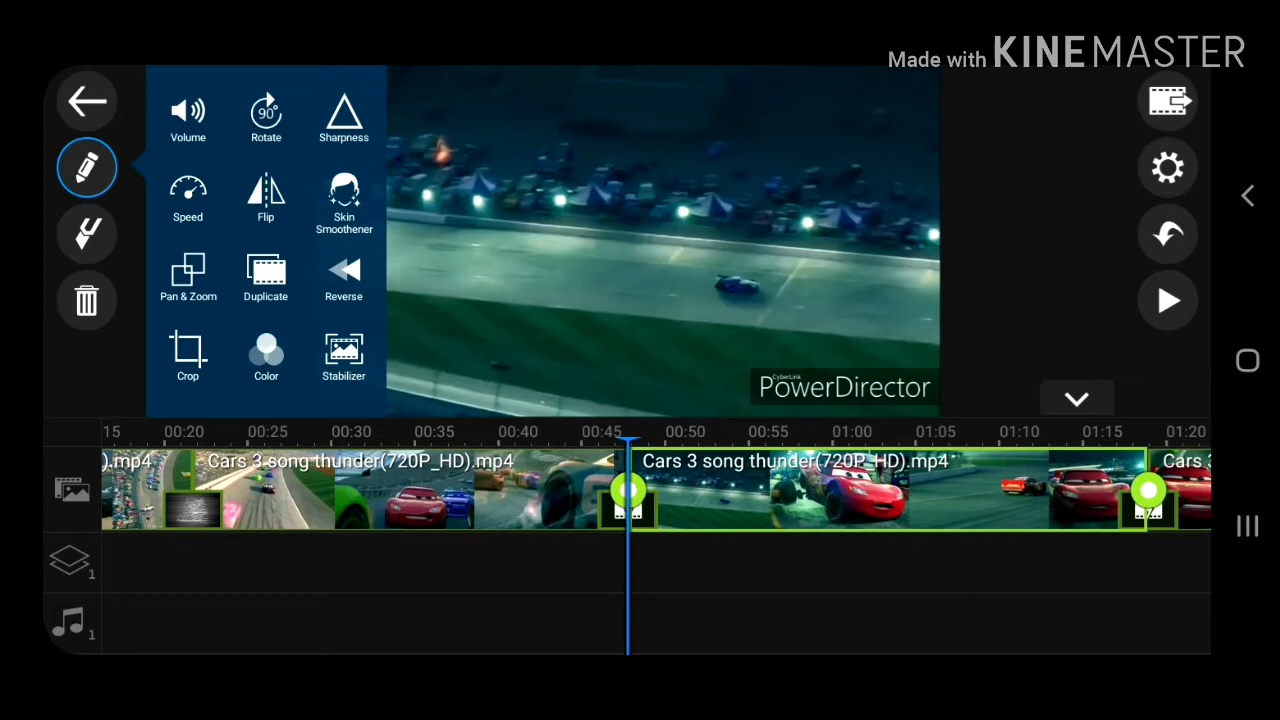 Made with KINEMASTER
Volume
Rotate
90°
Sharpness
Speed
Flip
Skin
Smoothener
Pan & Zoom
Duplicate
Reverse
Crop
Color
Stabilizer
CyberLink
PowerDirector
15 00:20 00:25 00:30 00:35 00:40 00:45 00:50 00:55 01:00 01:05 01:10 01:15 01:20
).mp4 Cars 3 song thunder(720P_HD).mp4 Cars 3 song thunder(720P_HD).mp4 Cars 3
1
1